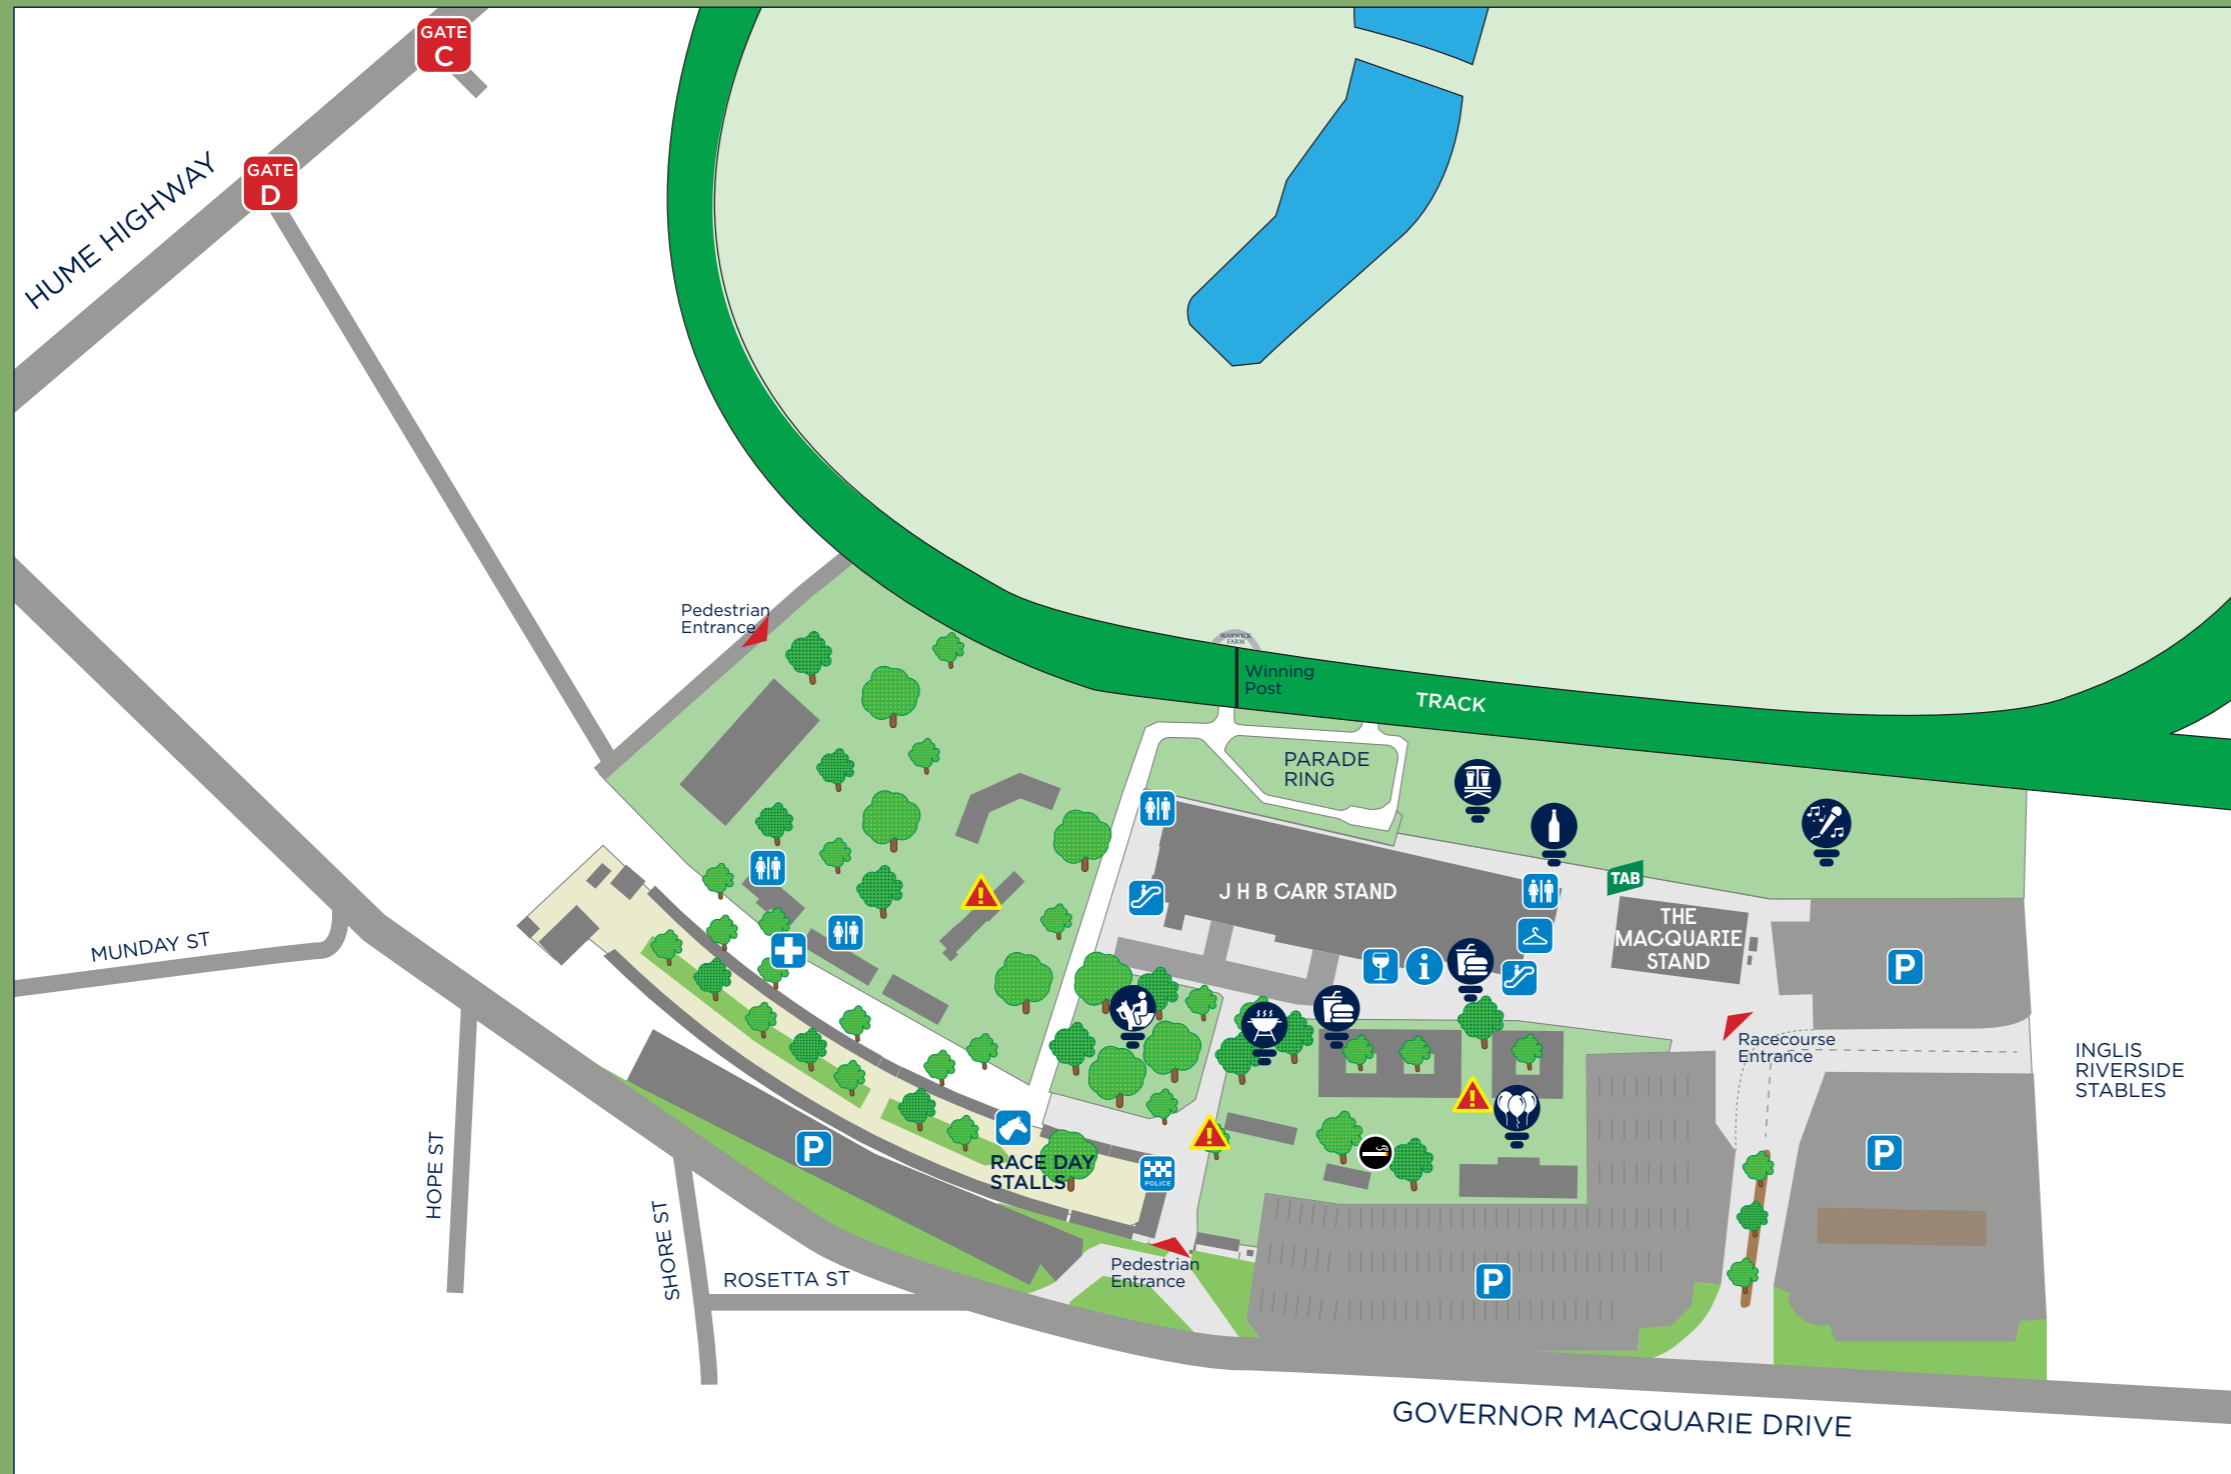 GATE
C
GATE
D
HUME HIGHWAY
Pedestrian
Entrance
WARWICK
FARM
Winning
Post
TRACK
PARADE
RING
J H B CARR STAND
TAB
THE
MACQUARIE
STAND
P
MUNDAY ST
i
Racecourse
Entrance
INGLIS
RIVERSIDE
STABLES
HOPE ST
P
RACE DAY
STALLS
POLICE
P
SHORE ST
ROSETTA ST
Pedestrian
Entrance
P
GOVERNOR MACQUARIE DRIVE